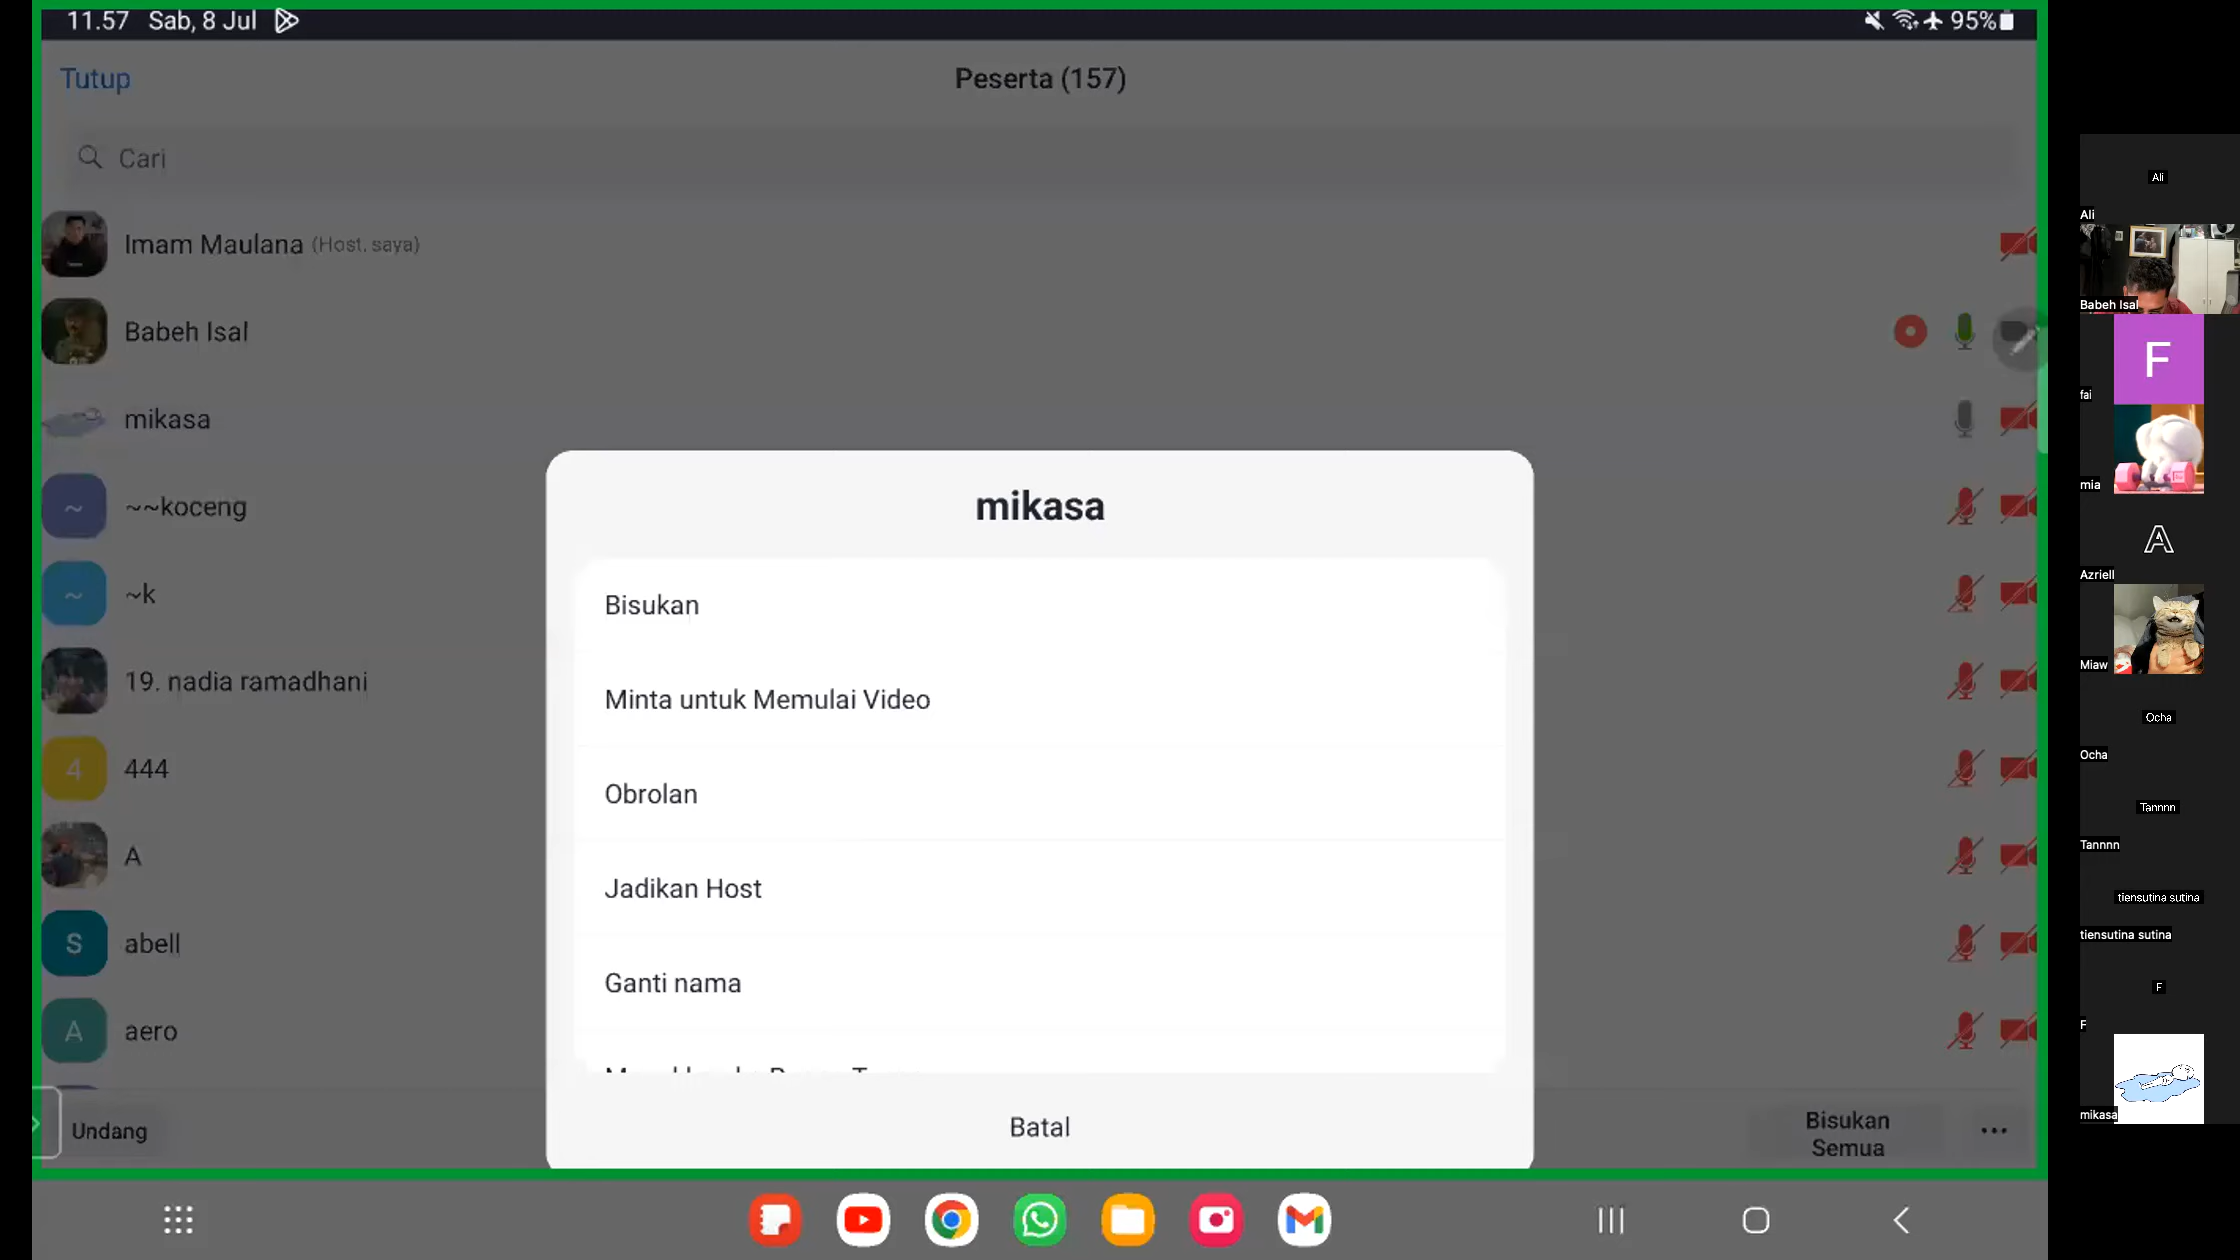 11.57 Sab, 8 Jul
95%
Tutup
Peserta (157)
Cari
Imam Maulana (Host, saya)
Babeh Isal
mikasa
~
~~koceng
~
~k
19. nadia ramadhani
4
444
A
S
abell
A
aero
mikasa
Bisukan
Minta untuk Memulai Video
Obrolan
Jadikan Host
Ganti nama
Batal
Undang
Bisukan
Semua
Ali
Ali
Babeh Isal
F
fai
mia
A
Azriell
Miaw
Ocha
Ocha
Tannnn
Tannnn
tiensutina sutina
tiensutina sutina
F
F
mikasa